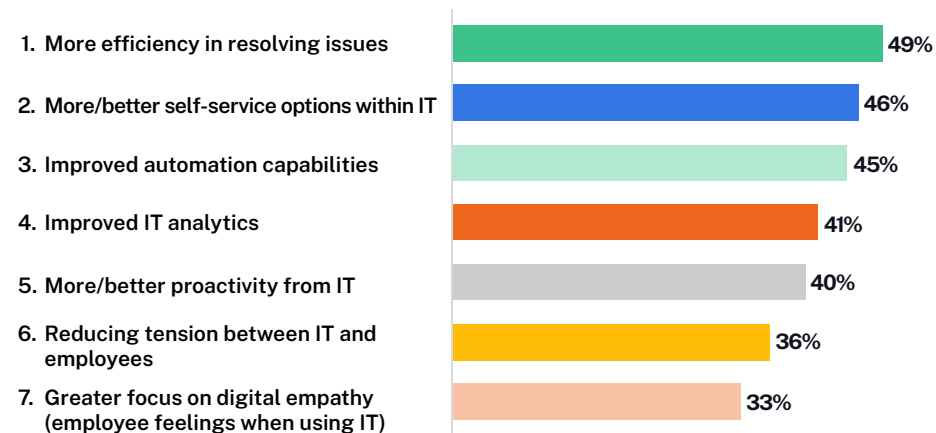 1. More efficiency in resolving issues 49%
2. More/better self-service options within IT 46%
3. Improved automation capabilities 45%
4. Improved IT analytics 41%
5. More/better proactivity from IT 40%
6. Reducing tension between IT and
employees 36%
7. Greater focus on digital empathy
(employee feelings when using IT) 33%